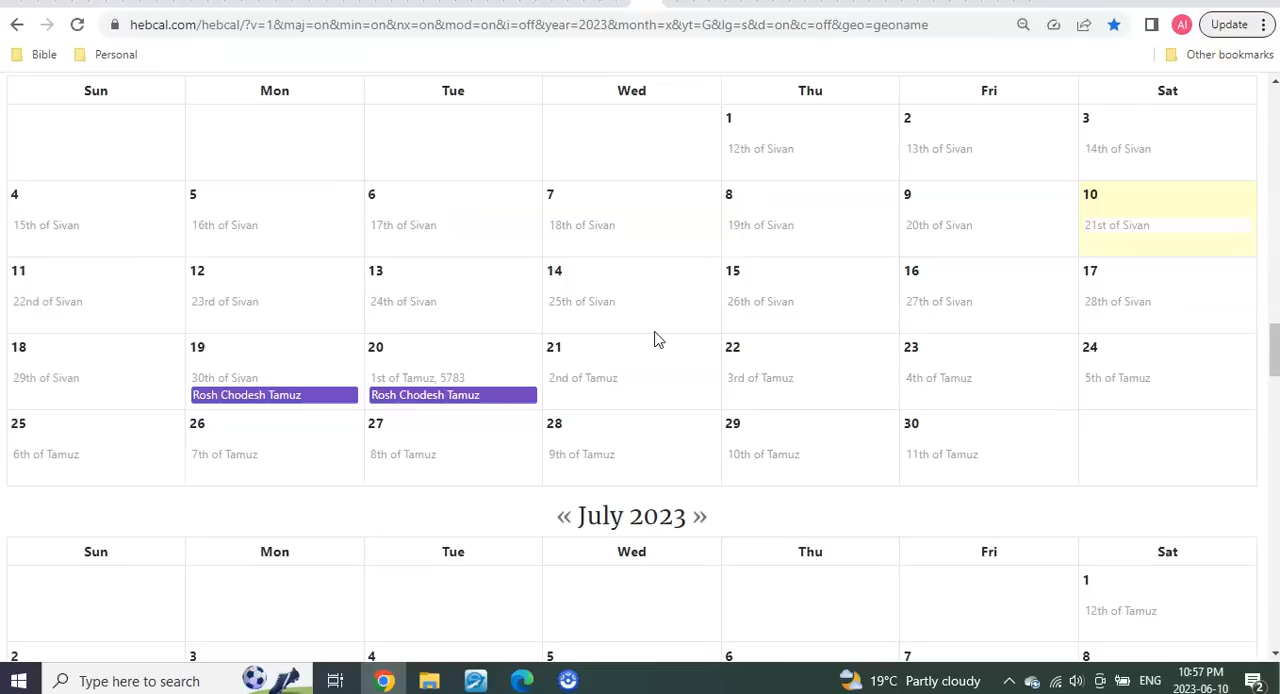 hebcal.com/hebcal/?v=1&maj=on&min=on&nx=on&mod=on&i=off&year=2023&month=x&yt=G&lg=s&d=on&c=off&geo=geoname
AI
Update
Bible
Personal
Other bookmarks
Sun Mon Tue Wed Thu Fri Sat
1 2 3
12th of Sivan 13th of Sivan 14th of Sivan
4 5 6 7 8 9 10
15th of Sivan 16th of Sivan 17th of Sivan 18th of Sivan 19th of Sivan 20th of Sivan 21st of Sivan
11 12 13 14 15 16 17
22nd of Sivan 23rd of Sivan 24th of Sivan 25th of Sivan 26th of Sivan 27th of Sivan 28th of Sivan
18 19 20 21 22 23 24
29th of Sivan 30th of Sivan 1st of Tamuz, 5783 2nd of Tamuz 3rd of Tamuz 4th of Tamuz 5th of Tamuz
Rosh Chodesh Tamuz Rosh Chodesh Tamuz
25 26 27 28 29 30
6th of Tamuz 7th of Tamuz 8th of Tamuz 9th of Tamuz 10th of Tamuz 11th of Tamuz
« July 2023 »
Sun Mon Tue Wed Thu Fri Sat
1
12th of Tamuz
2 3 4 5 6 7 8
Type here to search
19°C Partly cloudy
ENG
10:57 PM
2023-06-10
2